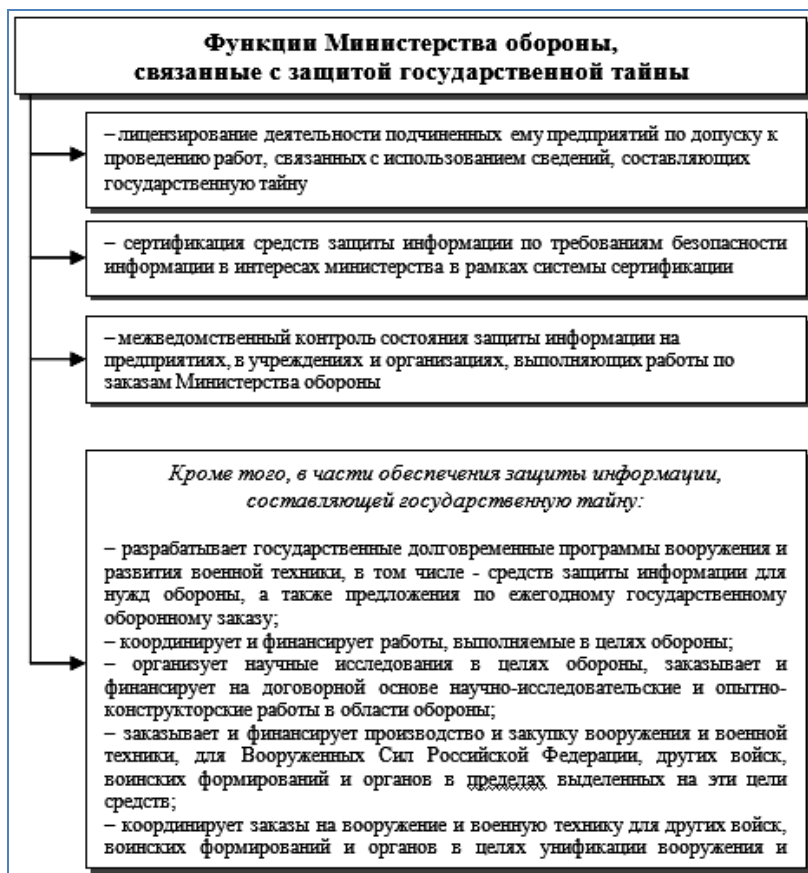 Функции Министерства обороны,
связанные с защитой государственной тайны
– лицензирование деятельности подчиненных ему предприятий по допуску к
проведению работ, связанных с использованием сведений, составляющих
государственную тайну
– сертификация средств защиты информации по требованиям безопасности
информации в интересах министерства в рамках системы сертификации
– межведомственный контроль состояния защиты информации на
предприятиях, в учреждениях и организациях, выполняющих работы по
заказам Министерства обороны
Кроме того, в части обеспечения защиты информации,
составляющей государственную тайну:
– разрабатывает государственные долговременные программы вооружения и
развития военной техники, в том числе - средств защиты информации для
нужд обороны, а также предложения по ежегодному государственному
оборонному заказу;
– координирует и финансирует работы, выполняемые в целях обороны;
– организует научные исследования в целях обороны, заказывает и
финансирует на договорной основе научно-исследовательские и опытно-
конструкторские работы в области обороны;
– заказывает и финансирует производство и закупку вооружения и военной
техники, для Вооруженных Сил Российской Федерации, других войск,
воинских формирований и органов в пределах выделенных на эти цели
средств;
– координирует заказы на вооружение и военную технику для других войск,
воинских формирований и органов в целях унификации вооружения и